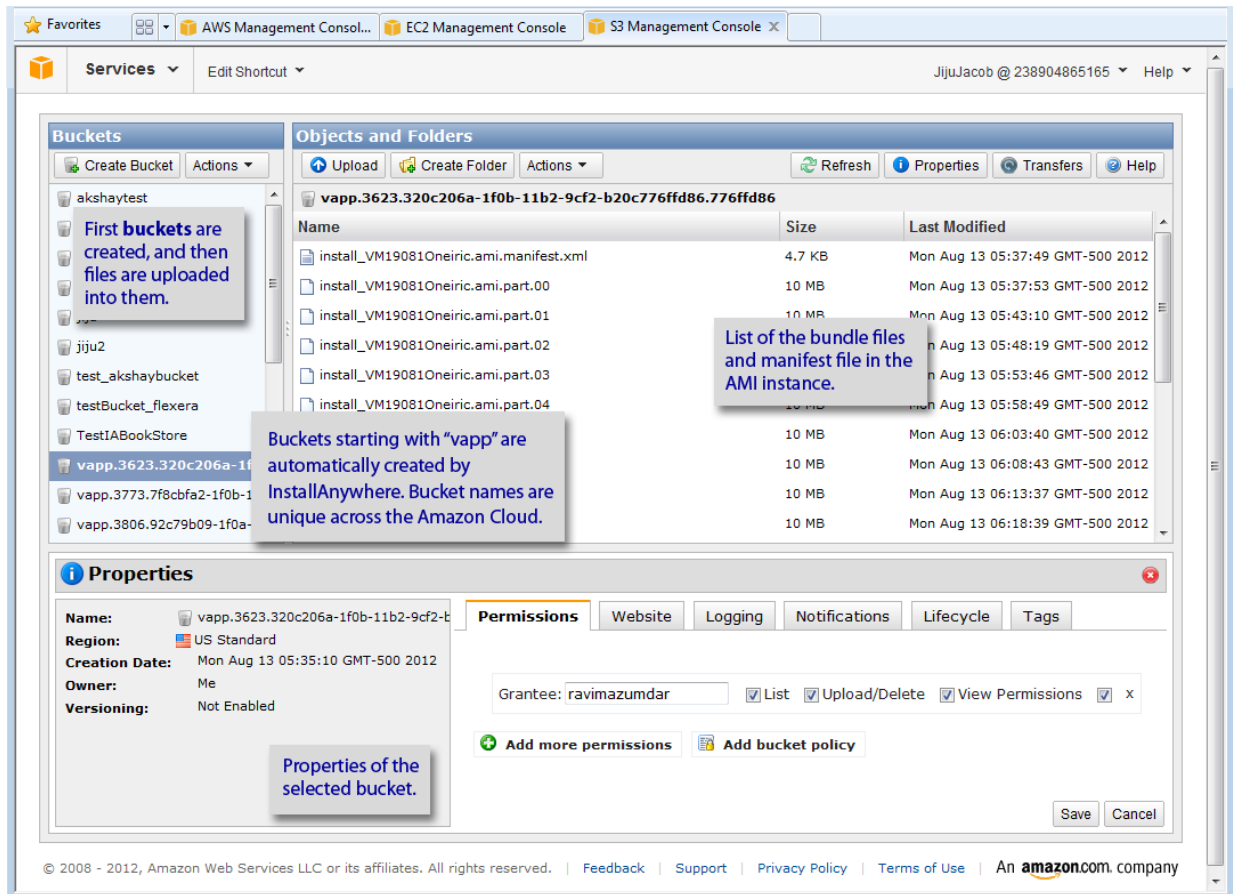 Favorites
AWS Management Consol...
EC2 Management Console
S3 Management Console X
Services
Edit Shortcut
JijuJacob @ 238904865165
Help
Buckets
Create Bucket
Actions
akshaytest
First buckets are
created, and then
files are uploaded
into them.
jiju2
test_akshaybucket
testBucket_flexera
TestIABookStore
vapp.3623.320c206a-1f
vapp.3773.7f8cbfa2-1f0b-1
vapp.3806.92c79b09-1f0a-
Buckets starting with “vapp” are
automatically created by
InstallAnywhere. Bucket names are
unique across the Amazon Cloud.
Objects and Folders
Upload
Create Folder
Actions
Refresh
Properties
Transfers
Help
vapp.3623.320c206a-1f0b-11b2-9cf2-b20c776ffd86.776ffd86
Name Size Last Modified
install_VM19081Oneiric.ami.manifest.xml 4.7 KB Mon Aug 13 05:37:49 GMT-500 2012
install_VM19081Oneiric.ami.part.00 10 MB Mon Aug 13 05:37:53 GMT-500 2012
install_VM19081Oneiric.ami.part.01 10 MB Mon Aug 13 05:43:10 GMT-500 2012
install_VM19081Oneiric.ami.part.02 Aug 13 05:48:19 GMT-500 2012
install_VM19081Oneiric.ami.part.03 Aug 13 05:53:46 GMT-500 2012
install_VM19081Oneiric.ami.part.04 10 MB Mon Aug 13 05:58:49 GMT-500 2012
10 MB Mon Aug 13 06:03:40 GMT-500 2012
10 MB Mon Aug 13 06:08:43 GMT-500 2012
10 MB Mon Aug 13 06:13:37 GMT-500 2012
10 MB Mon Aug 13 06:18:39 GMT-500 2012
List of the bundle files
and manifest file in the
AMI instance.
Properties
Name: vapp.3623.320c206a-1f0b-11b2-9cf2-b
Region: US Standard
Creation Date: Mon Aug 13 05:35:10 GMT-500 2012
Owner: Me
Versioning: Not Enabled
Properties of the
selected bucket.
Permissions
Website
Logging
Notifications
Lifecycle
Tags
Grantee: ravimazumdar List Upload/Delete View Permissions x
Add more permissions
Add bucket policy
Save
Cancel
© 2008 - 2012, Amazon Web Services LLC or its affiliates. All rights reserved. | Feedback | Support | Privacy Policy | Terms of Use | An amazon.com. company